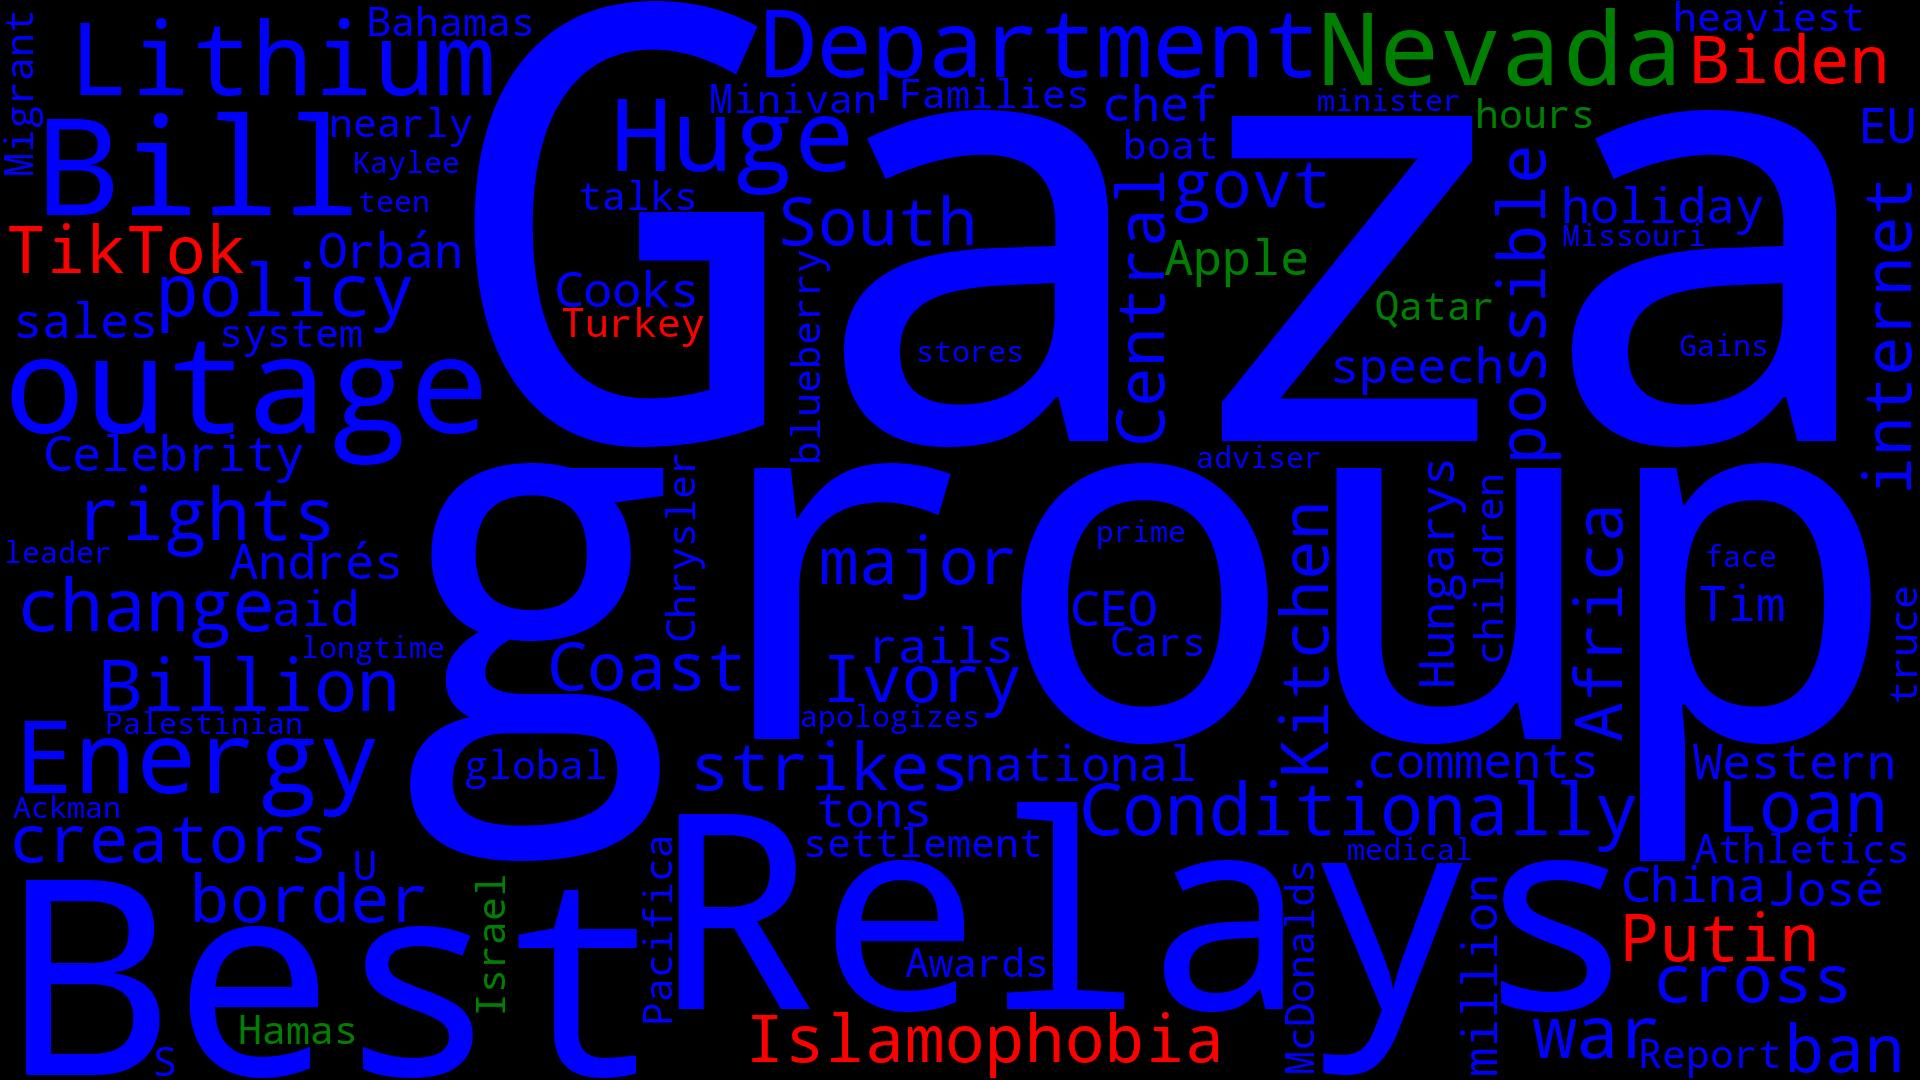 Migrant
Bahamas
Lithium
Department
Nevada
heaviest
Biden
Gaza
Bill
nearly
Kaylee
teen
Huge
Minivan
Families
chef
minister
hours
boat
EU
TikTok
Orbán
talks
South
Central
govt
possible
holiday
Missouri
internet
policy
sales
system
Cooks
Turkey
blueberry
Apple
Qatar
stores
speech
Gains
outage
Celebrity
adviser
group
rights
leader
Andrés
Chrysler
major
prime
Kitchen
Hungarys
children
Africa
face
Tim
truce
change
aid
longtime
CEO
Cars
Coast
rails
Ivory
apologizes
Billion
Palestinian
Energy
global
strikes
national
comments
Western
Ackman
tons
Conditionally
Loan
creators
U
settlement
medical
Athletics
Best
border
Israel
Pacifica
Relays
McDonalds
million
China
José
Putin
Awards
cross
Hamas
S
Islamophobia
war
Report
ban